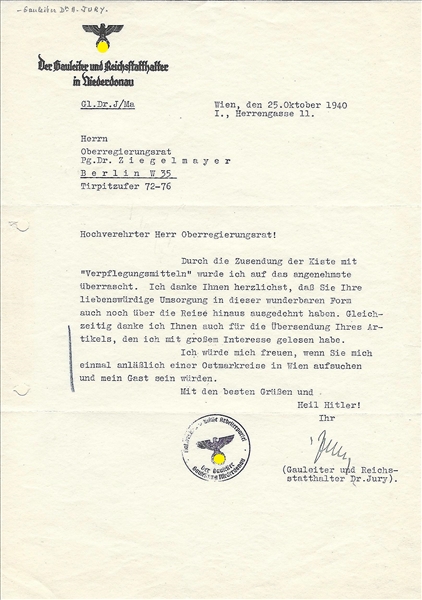 - Gauleiter Dr. H. JURY.
Der Gauleiter und Reichsstatthalter
in Niederdonau
Gl.Dr.J/Ma
Wien, den 25.Oktober 1940
I., Herrengasse 11.
Herrn
Oberregierungsrat
Pg.Dr. Z i e g e l m a y e r
B e r l i n  W 35
Tirpitzufer 72-76
Hochverehrter Herr Oberregierungsrat!
Durch die Zusendung der Kiste mit
"Verpflegungsmitteln" wurde ich auf das angenehmste
überrascht. Ich danke Ihnen herzlichst, daß Sie Ihre
liebenswürdige Umsorgung in dieser wunderbaren Form
auch noch über die Reise hinaus ausgedehnt haben. Gleich-
zeitig danke ich Ihnen auch für die Übersendung Ihres Ar-
tikels, den ich mit großem Interesse gelesen habe.
Ich würde mich freuen, wenn Sie mich
einmal anläßlich einer Ostmarkreise in Wien aufsuchen
und mein Gast sein würden.
Mit den besten Grüßen und
Heil Hitler!
Ihr
Jury
(Gauleiter und Reichs-
statthalter Dr.Jury).
Der Gauleiter
Gauleitung Niederdonau